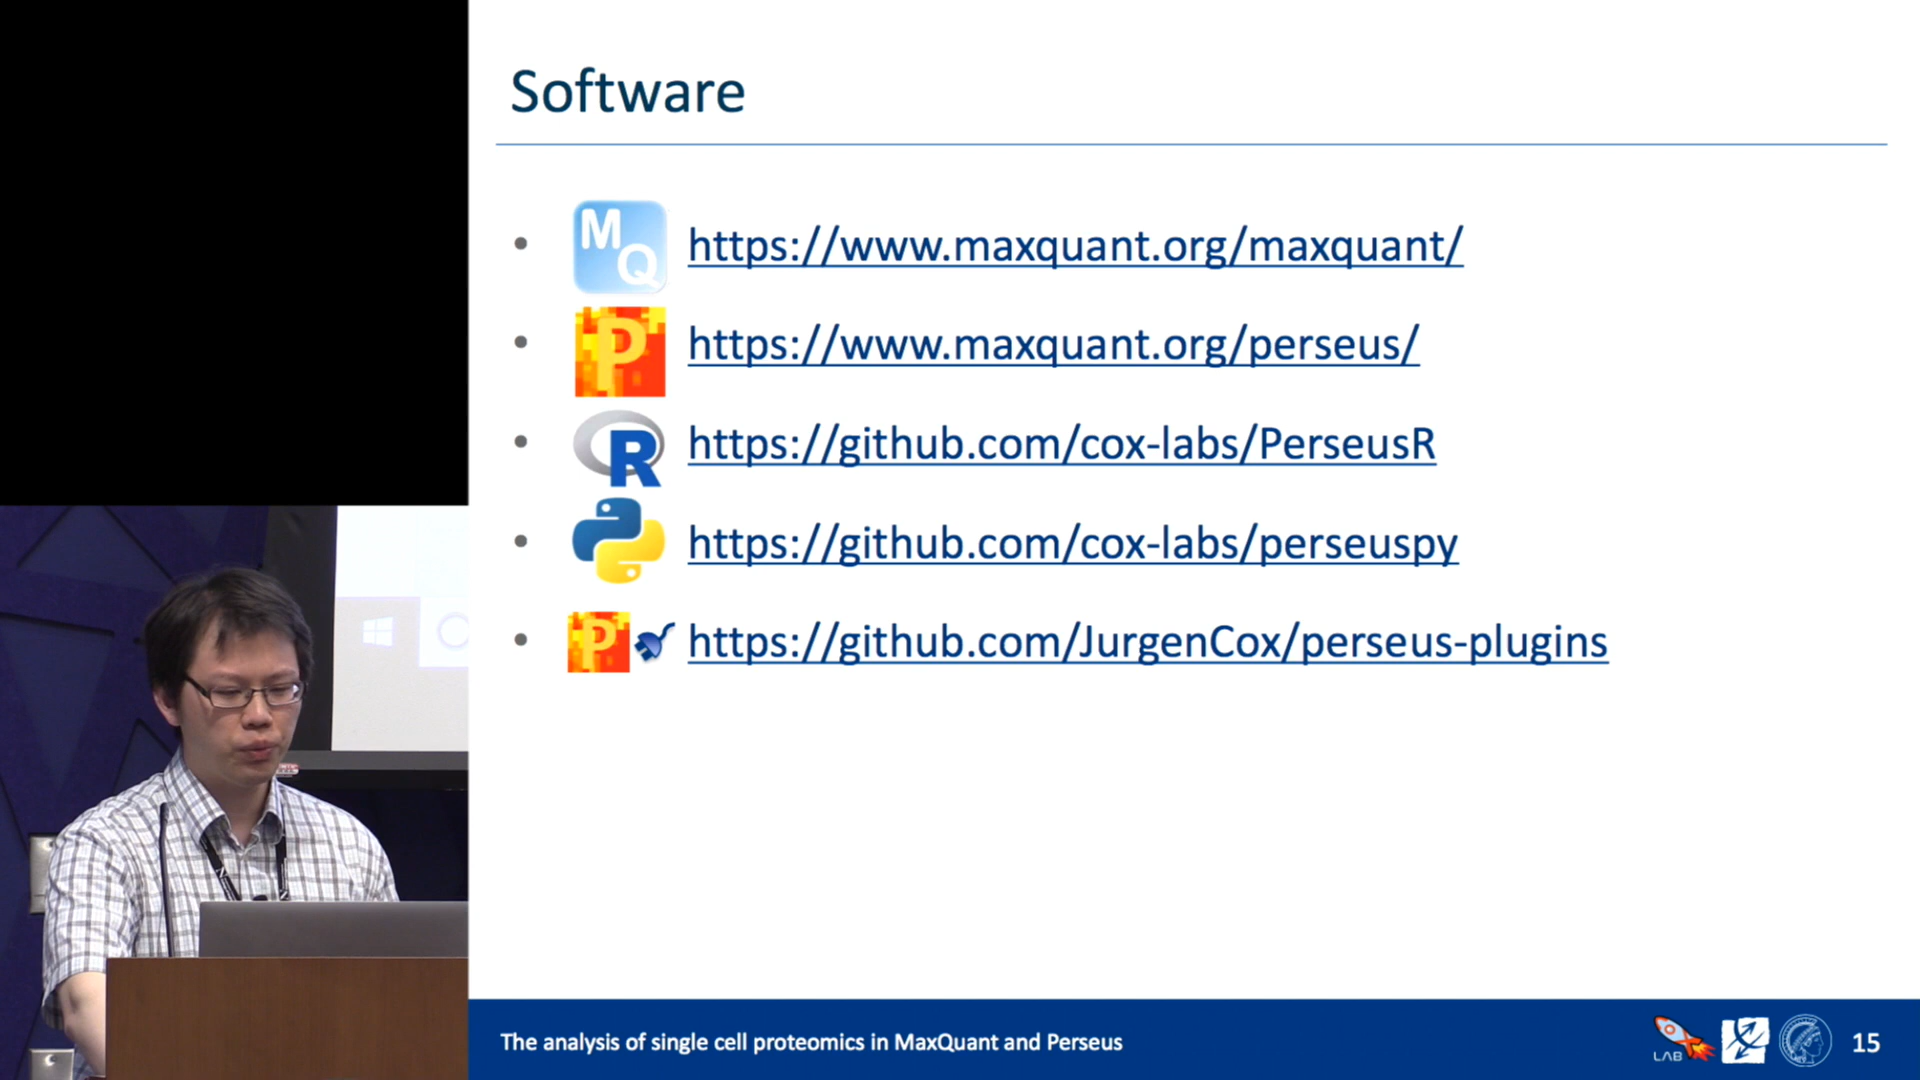 Software
MQ
https://www.maxquant.org/maxquant/
P
https://www.maxquant.org/perseus/
R
https://github.com/cox-labs/PerseusR
https://github.com/cox-labs/perseuspy
P
https://github.com/JurgenCox/perseus-plugins
The analysis of single cell proteomics in MaxQuant and Perseus
LAB
15